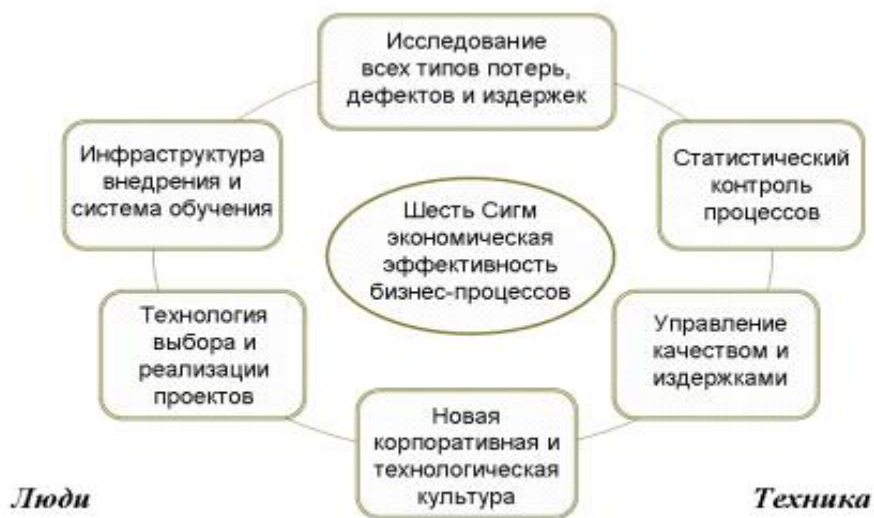 Исследование
всех типов потерь,
дефектов и издержек
Инфраструктура
внедрения и
система обучения
Статистический
контроль
процессов
Шесть Сигм
экономическая
эффективность
бизнес-процессов
Технология
выбора и
реализации
проектов
Управление
качеством и
издержками
Новая
корпоративная и
технологическая
культура
Люди
Техника